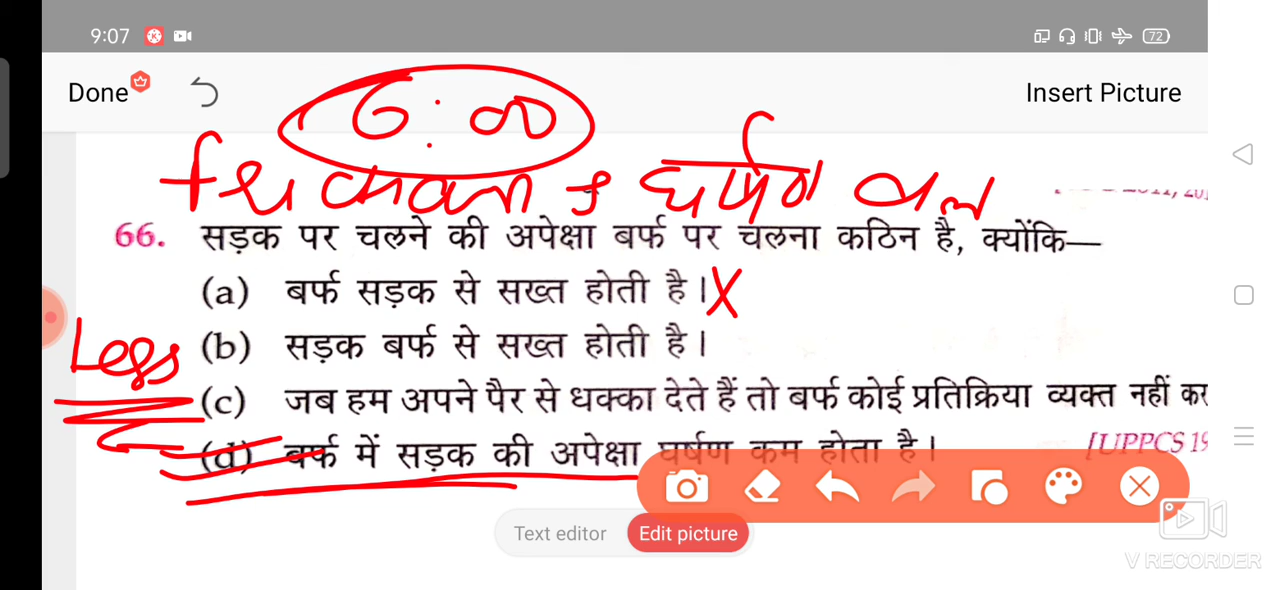 9:07 72
Done Insert Picture
6:00
घर्षण बल
66. सड़क पर चलने की अपेक्षा बर्फ पर चलना कठिन है, क्योंकि—
(a) बर्फ सड़क से सख्त होती है। X
(b) सड़क बर्फ से सख्त होती है।
Less
(c) जब हम अपने पैर से धक्का देते हैं तो बर्फ कोई प्रतिक्रिया व्यक्त नहीं कर
(d) बर्फ में सड़क की अपेक्षा घर्षण कम होता है।
[UPPCS 19
Text editor Edit picture
V RECORDER